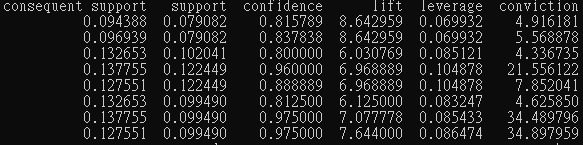 consequent support support confidence lift leverage conviction
0.094388 0.079082 0.815789 8.642959 0.069932 4.916181
0.096939 0.079082 0.837838 8.642959 0.069932 5.568878
0.132653 0.102041 0.800000 6.030769 0.085121 4.336735
0.137755 0.122449 0.960000 6.968889 0.104878 21.556122
0.127551 0.122449 0.888889 6.968889 0.104878 7.852041
0.132653 0.099490 0.812500 6.125000 0.083247 4.625850
0.137755 0.099490 0.975000 7.077778 0.085433 34.489796
0.127551 0.099490 0.975000 7.644000 0.086474 34.897959